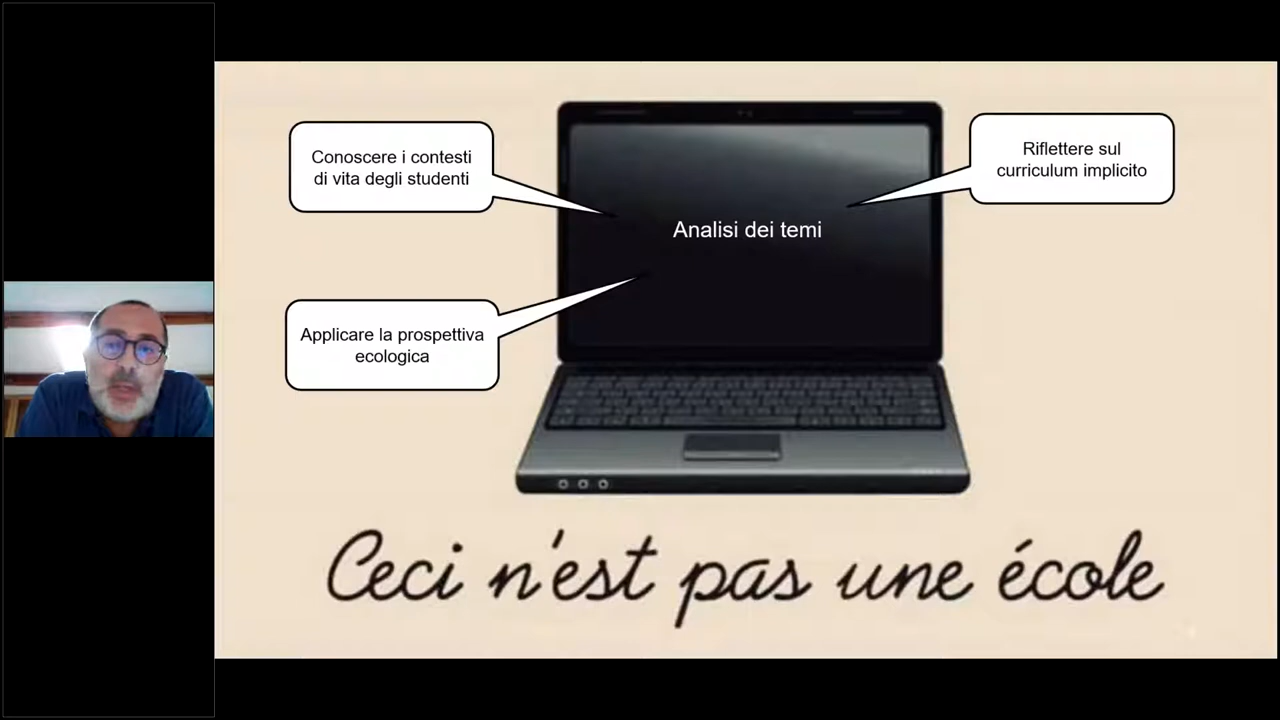 Conoscere i contesti
di vita degli studenti
Riflettere sul
curriculum implicito
Analisi dei temi
Applicare la prospettiva
ecologica
Ceci n'est pas une école